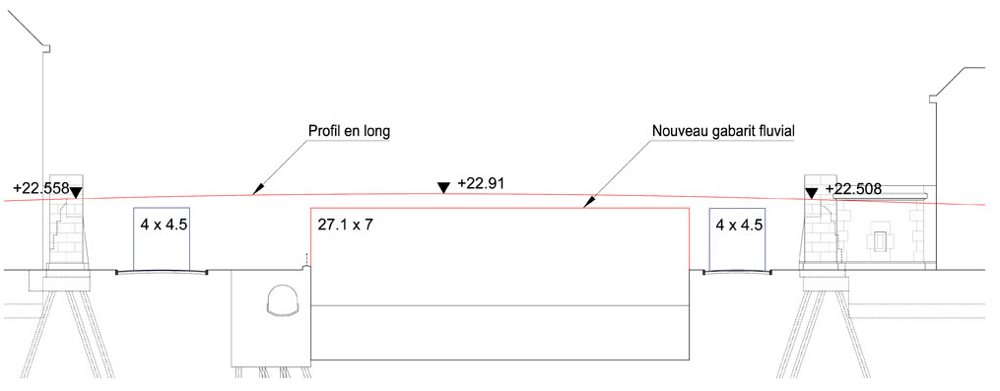 Profil en long
Nouveau gabarit fluvial
+22.558
+22.91
+22.508
4 x 4.5
27.1 x 7
4 x 4.5